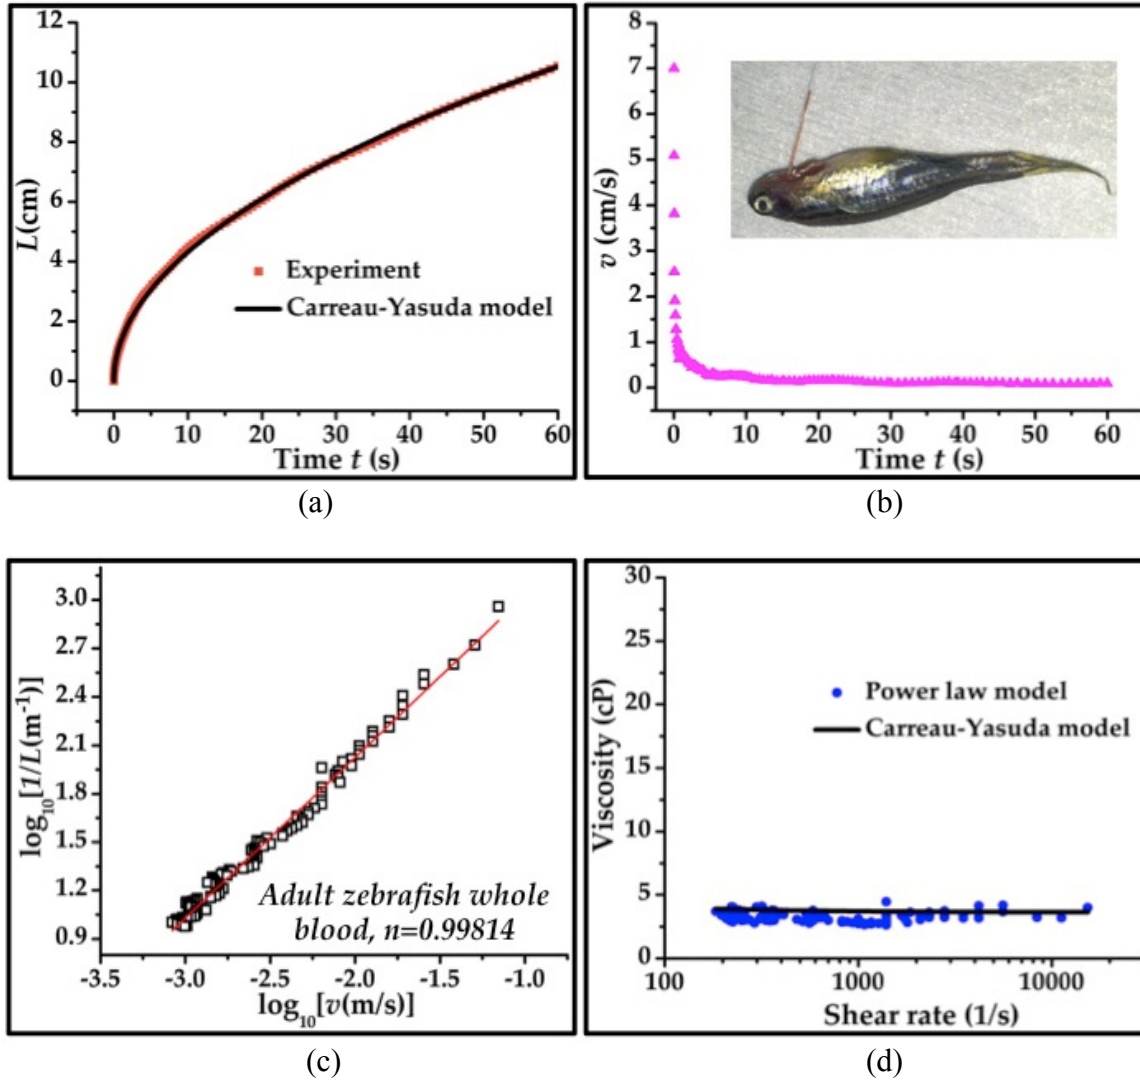 12
10
8
6
4
2
0
L(cm)
Experiment
Carreau-Yasuda model
0 10 20 30 40 50 60
Time t (s)
(a)
7
6
5
4
3
2
1
0
v (cm/s)
0 10 20 30 40 50 60
Time t (s)
(b)
3.0
2.7
2.4
2.1
1.8
1.5
1.2
0.9
log₁₀[1/L(m⁻¹)]
Adult zebrafish whole
blood, n=0.99814
-3.5 -3.0 -2.5 -2.0 -1.5 -1.0
log₁₀[v(m/s)]
(c)
30
25
20
15
10
5
0
Viscosity (cP)
Power law model
Carreau-Yasuda model
100 1000 10000
Shear rate (1/s)
(d)